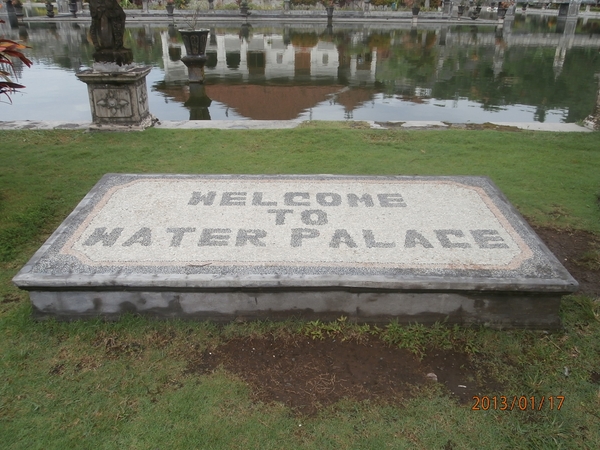 WELCOME
TO
WATER PALACE
2013/01/17